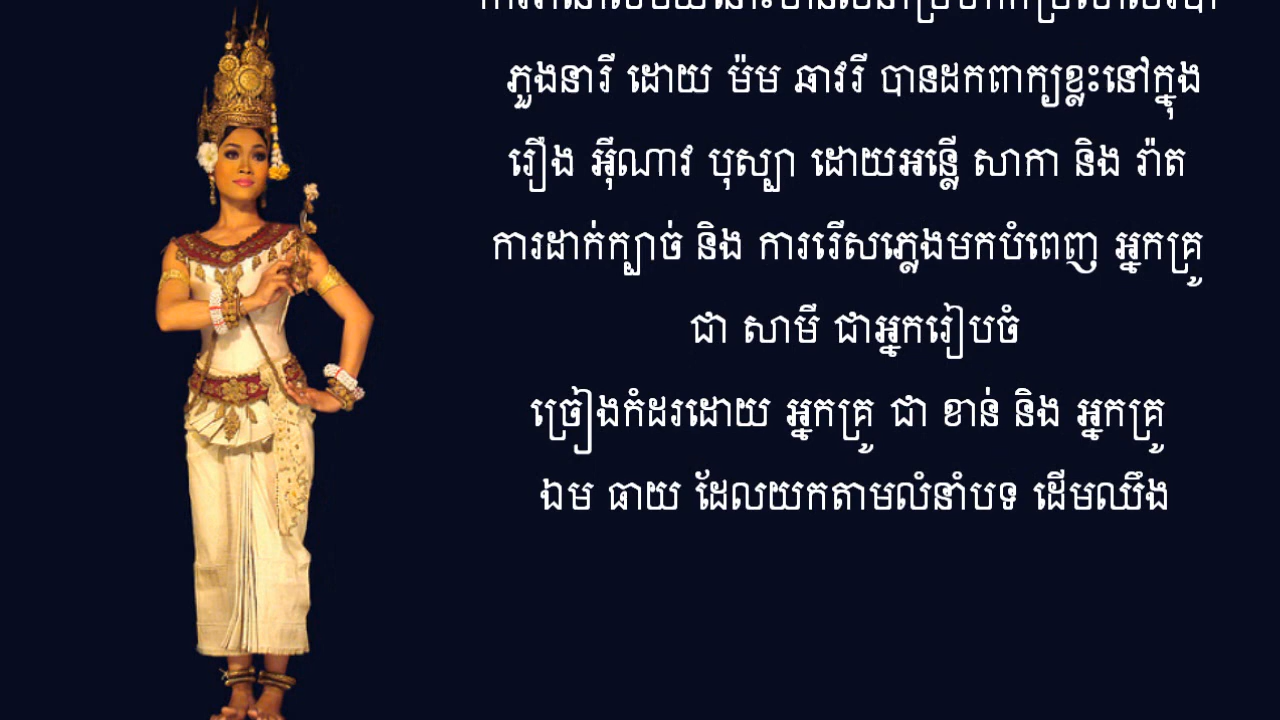 ភួងនារី ដោយ ម៉ម ឆាវរី បានដកពាក្យខ្លះនៅក្នុង
រឿង អ៊ីណាវ បុស្បា ដោយអន្លើ សាកា និង រ៉ាត
ការដាក់ក្បាច់ និង ការរើសភ្លេងមកបំពេញ អ្នកគ្រូ
ជា សាមី ជាអ្នករៀបចំ
ច្រៀងកំដរដោយ អ្នកគ្រូ ជា ខាន់ និង អ្នកគ្រូ
ឯម ធាយ ដែលយកតាមលំនាំបទ ដើមឈឹង